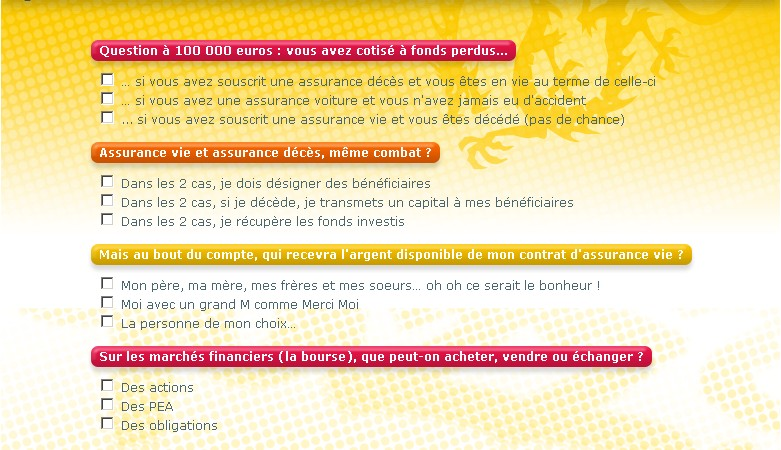 Question à 100 000 euros : vous avez cotisé à fonds perdus...
... si vous avez souscrit une assurance décès et vous êtes en vie au terme de celle-ci
... si vous avez une assurance voiture et vous n'avez jamais eu d'accident
... si vous avez souscrit une assurance vie et vous êtes décédé (pas de chance)
Assurance vie et assurance décès, même combat ?
Dans les 2 cas, je dois désigner des bénéficiaires
Dans les 2 cas, si je décède, je transmets un capital à mes bénéficiaires
Dans les 2 cas, je récupère les fonds investis
Mais au bout du compte, qui recevra l'argent disponible de mon contrat d'assurance vie ?
Mon père, ma mère, mes frères et mes soeurs... oh oh ce serait le bonheur !
Moi avec un grand M comme Merci Moi
La personne de mon choix...
Sur les marchés financiers (la bourse), que peut-on acheter, vendre ou échanger ?
Des actions
Des PEA
Des obligations